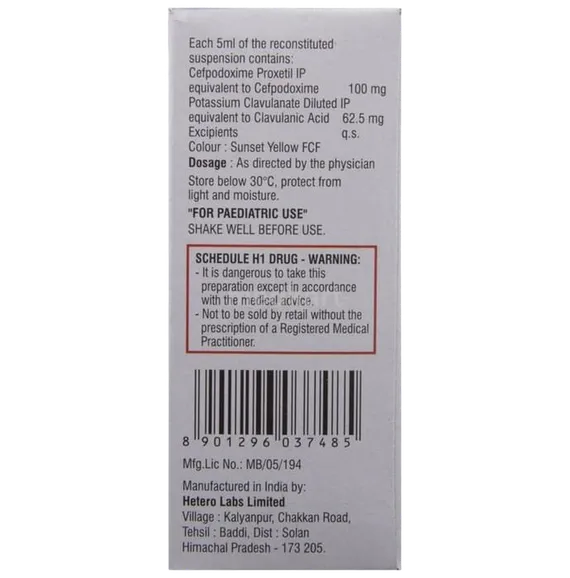 Each 5ml of the reconstituted
suspension contains:
Cefpodoxime Proxetil IP
equivalent to Cefpodoxime 100 mg
Potassium Clavulanate Diluted IP
equivalent to Clavulanic Acid 62.5 mg
Excipients q.s.
Colour : Sunset Yellow FCF
Dosage : As directed by the physician
Store below 30°C, protect from
light and moisture.
"FOR PAEDIATRIC USE"
SHAKE WELL BEFORE USE.
SCHEDULE H1 DRUG - WARNING:
- It is dangerous to take this
preparation except in accordance
with the medical advice.
- Not to be sold by retail without the
prescription of a Registered Medical
Practitioner.
8 901296 037485
Mfg.Lic No.: MB/05/194
Manufactured in India by:
Hetero Labs Limited
Village : Kalyanpur, Chakkan Road,
Tehsil : Baddi, Dist : Solan
Himachal Pradesh - 173 205.